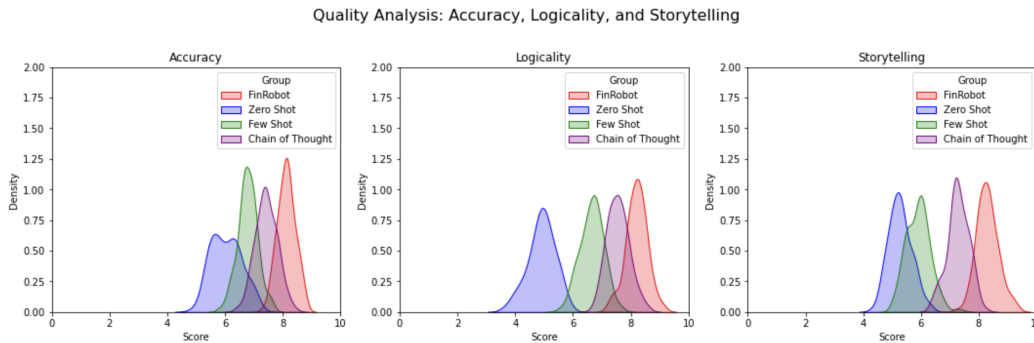 Quality Analysis: Accuracy, Logicality, and Storytelling
Accuracy
2.00
1.75
1.50
1.25
1.00
0.75
0.50
0.25
0.00
Density
0
2
4
6
8
10
Score
Group
FinRobot
Zero Shot
Few Shot
Chain of Thought
Logicality
2.00
1.75
1.50
1.25
1.00
0.75
0.50
0.25
0.00
Density
0
2
4
6
8
10
Score
Group
FinRobot
Zero Shot
Few Shot
Chain of Thought
Storytelling
2.00
1.75
1.50
1.25
1.00
0.75
0.50
0.25
0.00
Density
0
2
4
6
8
Score
Group
FinRobot
Zero Shot
Few Shot
Chain of Thought